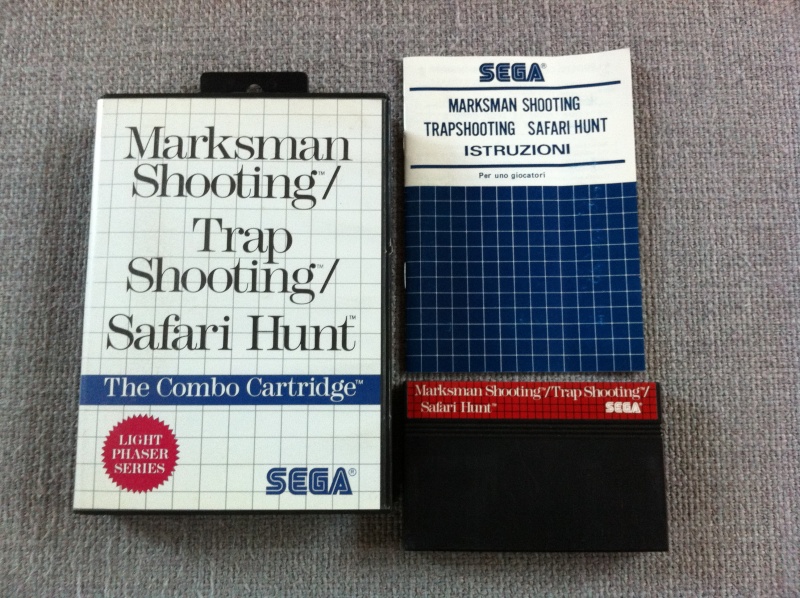 Marksman
Shooting™/
Trap
Shooting™/
Safari Hunt™
The Combo Cartridge™
LIGHT
PHASER
SERIES
SEGA®
SEGA®
MARKSMAN SHOOTING
TRAPSHOOTING SAFARI HUNT
ISTRUZIONI
Per uno giocatori
Marksman Shooting™/Trap Shooting™/
Safari Hunt™
SEGA®